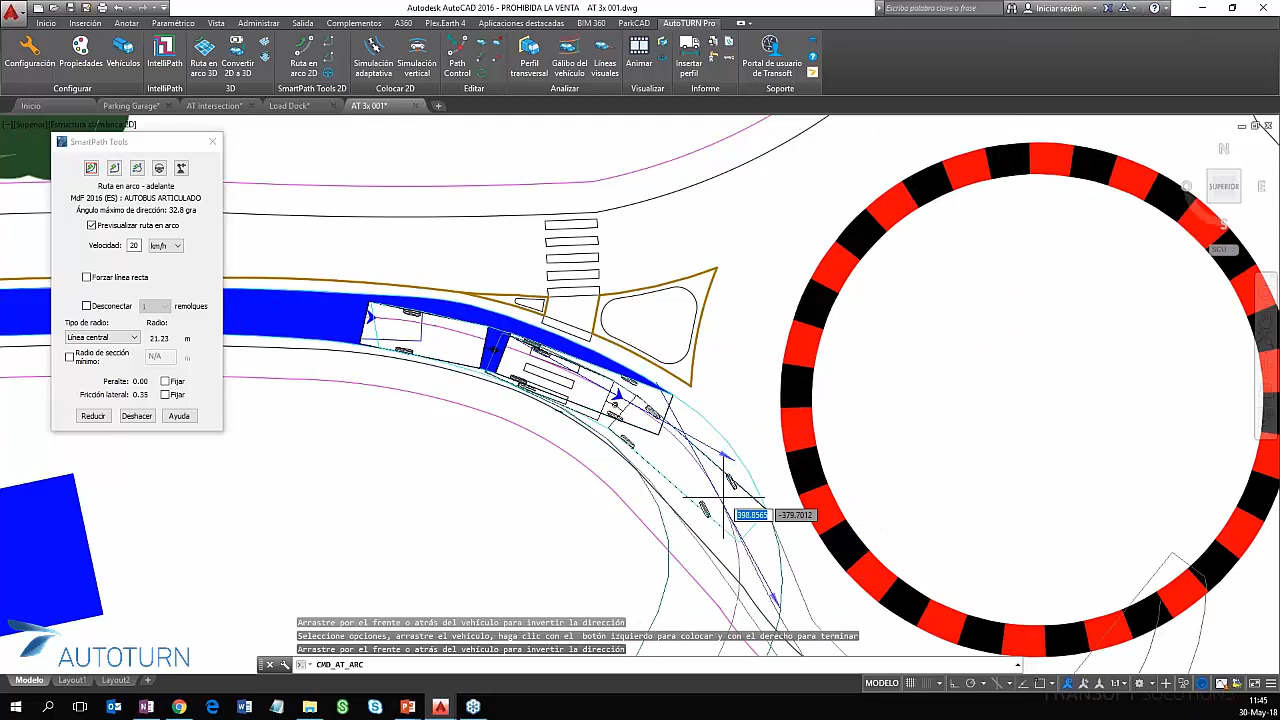 Autodesk AutoCAD 2016 - PROHIBIDA LA VENTA AT 3x 001.dwg
Escriba palabra clave o frase
Iniciar sesión
Inicio Inserción Anotar Paramétrico Vista Administrar Salida Complementos A360 Plex.Earth 4 Aplicaciones destacadas BIM 360 ParkCAD AutoTURN Pro
Configuración Propiedades Vehículos IntelliPath Ruta en arco 3D Convertir 2D a 3D Ruta en arco 2D Simulación adaptativa Simulación vertical Path Control Perfil transversal Gálibo del vehículo Líneas visuales Animar Insertar perfil Portal de usuario de Transoft
Configurar IntelliPath 3D SmartPath Tools 2D Colocar 2D Editar Analizar Visualizar Informe Soporte
Inicio Parking Garage* AT intersection* Load Dock* AT 3x 001*
[−][Superior][Estructura alámbrica 2D]
SmartPath Tools
Ruta en arco - adelante
MdF 2016 (ES) : AUTOBUS ARTICULADO
Ángulo máximo de dirección: 32.8 gra
Previsualizar ruta en arco
Velocidad: 20 km/h
Forzar línea recta
Desconectar 1 remolques
Tipo de radio: Radio:
Línea central 21.23 m
Radio de sección mínimo: N/A m
Peralte: 0.00 Fijar
Fricción lateral: 0.35 Fijar
Reducir Deshacer Ayuda
N
SUPERIOR
E
S
SCU
398.8565 -379.7012
Arrastre por el frente o atrás del vehículo para invertir la dirección
Seleccione opciones, arrastre el vehículo, haga clic con el botón izquierdo para colocar y con el derecho para terminar
Arrastre por el frente o atrás del vehículo para invertir la dirección
CMD_AT_ARC
AUTOTURN
Modelo Layout1 Layout2
MODELO 1:1
TRANSOFT SOLUTIONS
11:45
30-May-18